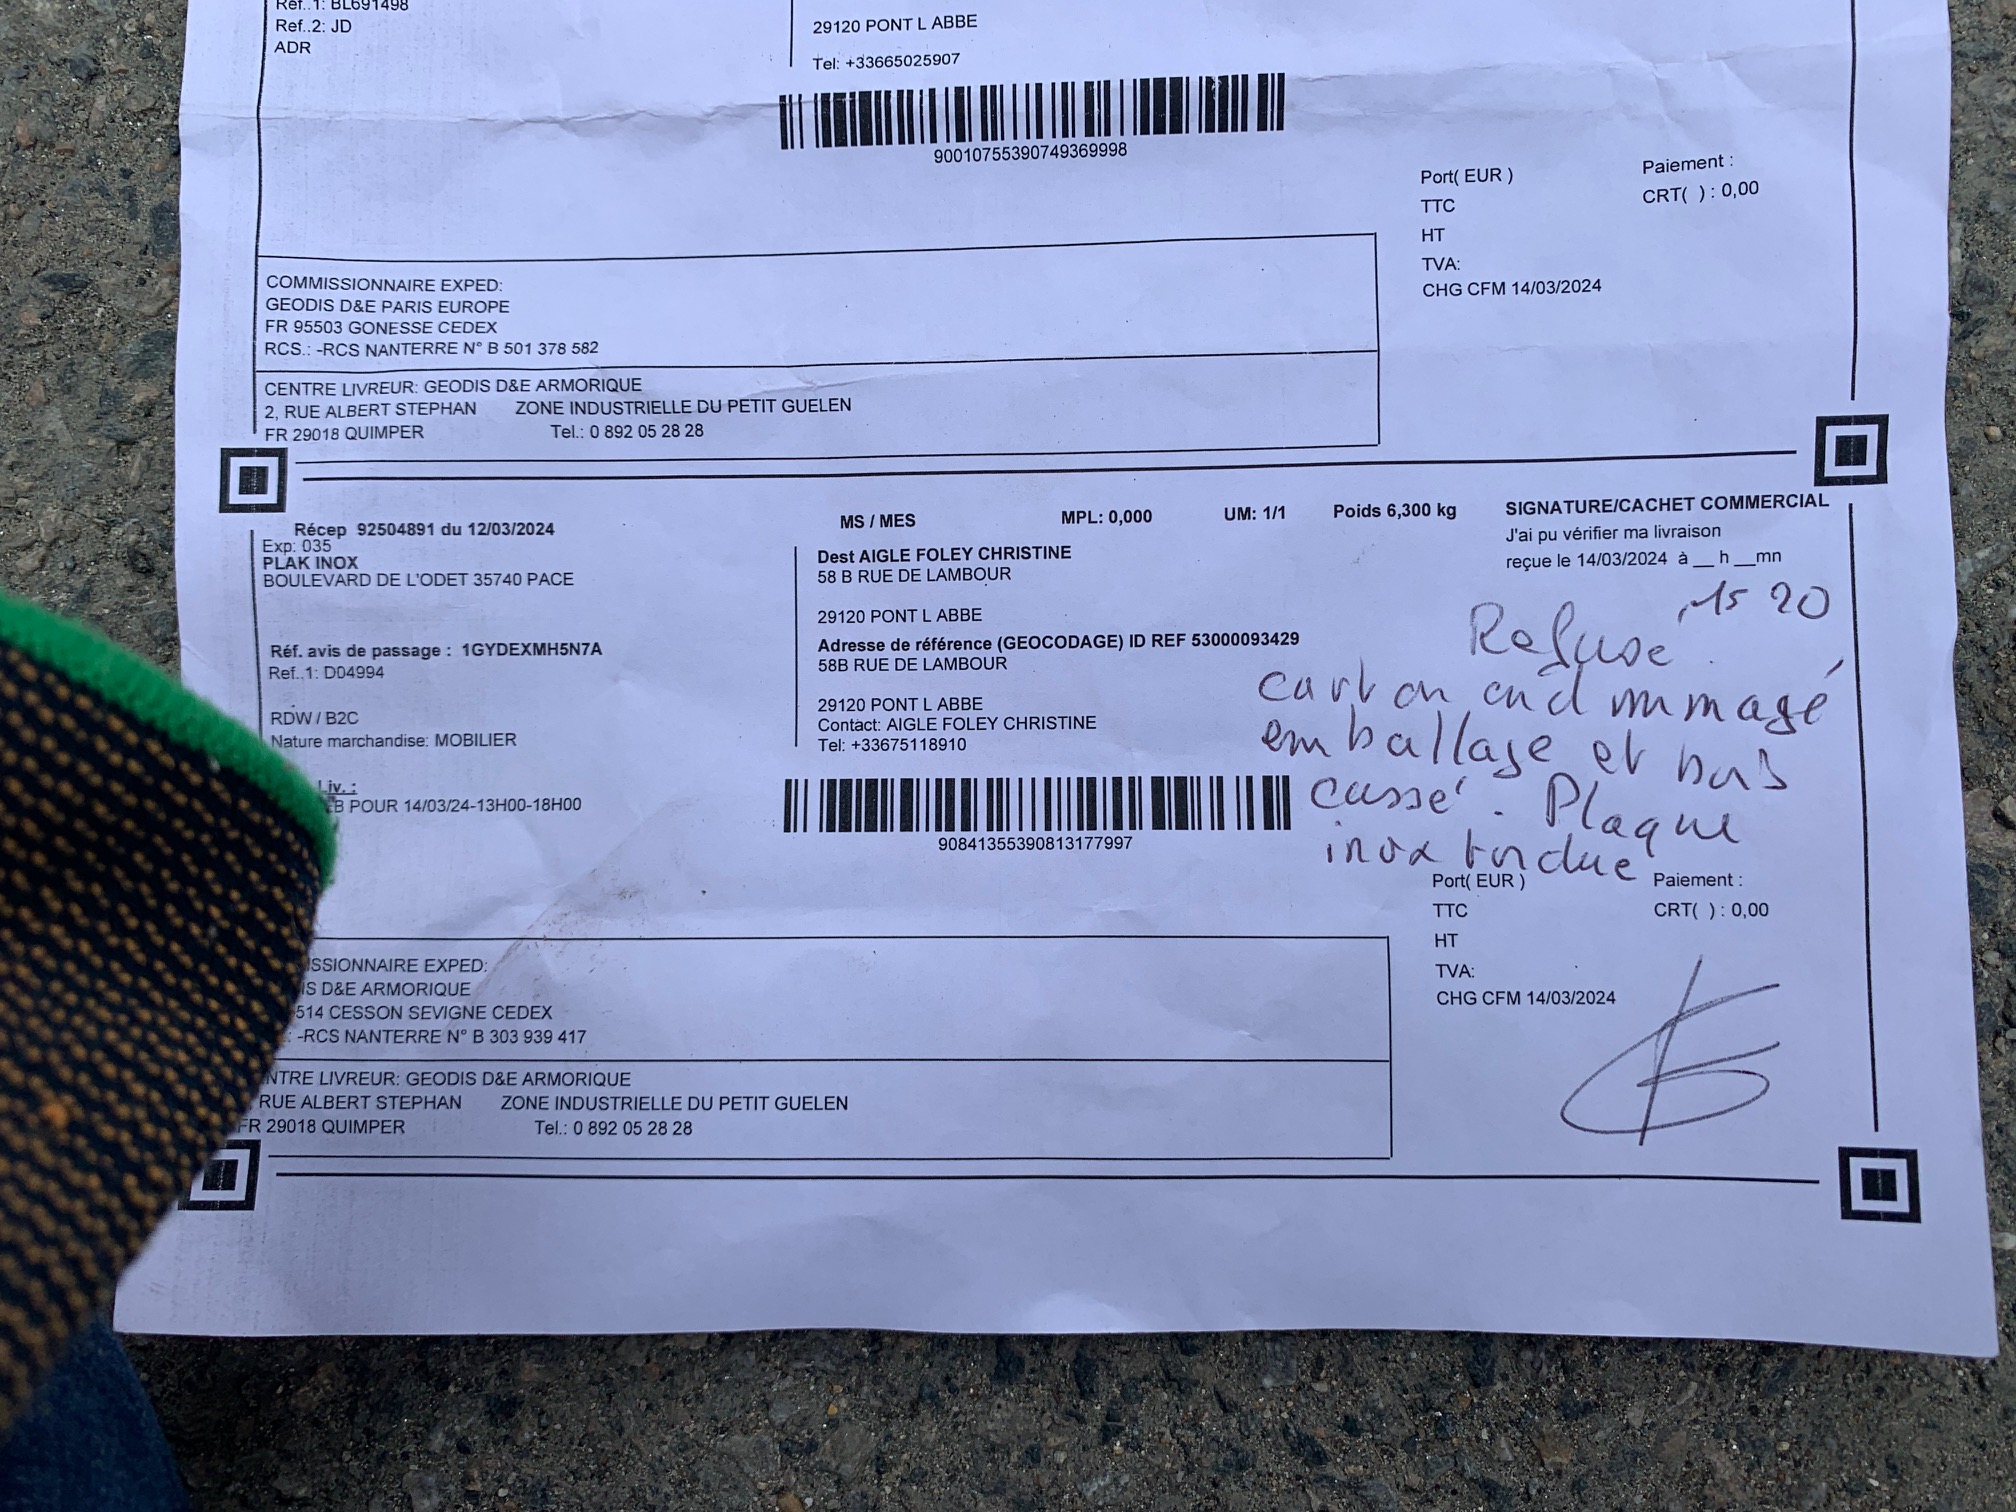 Ref..1: BL691498
Ref..2: JD
ADR
29120 PONT L ABBE
Tel: +33665025907
90010755390749369998
Port( EUR )
TTC
HT
TVA:
CHG CFM 14/03/2024
Paiement :
CRT( ) : 0,00
COMMISSIONNAIRE EXPED:
GEODIS D&E PARIS EUROPE
FR 95503 GONESSE CEDEX
RCS.: -RCS NANTERRE N° B 501 378 582
CENTRE LIVREUR: GEODIS D&E ARMORIQUE
2, RUE ALBERT STEPHAN ZONE INDUSTRIELLE DU PETIT GUELEN
FR 29018 QUIMPER Tel.: 0 892 05 28 28
Récep 92504891 du 12/03/2024
Exp: 035
PLAK INOX
BOULEVARD DE L'ODET 35740 PACE
Réf. avis de passage : 1GYDEXMH5N7A
Ref..1: D04994
RDW / B2C
Nature marchandise: MOBILIER
Liv. :
B POUR 14/03/24-13H00-18H00
MS / MES MPL: 0,000 UM: 1/1 Poids 6,300 kg
Dest AIGLE FOLEY CHRISTINE
58 B RUE DE LAMBOUR
29120 PONT L ABBE
Adresse de référence (GEOCODAGE) ID REF 53000093429
58B RUE DE LAMBOUR
29120 PONT L ABBE
Contact: AIGLE FOLEY CHRISTINE
Tel: +33675118910
90841355390813177997
SIGNATURE/CACHET COMMERCIAL
J'ai pu vérifier ma livraison
reçue le 14/03/2024 à __ h __mn
15 20
Refuse
carton endommagé
emballage et bois
cassé. Plaque
inox tordue
Port( EUR )
TTC
HT
TVA:
CHG CFM 14/03/2024
Paiement :
CRT( ) : 0,00
ISSIONNAIRE EXPED:
IS D&E ARMORIQUE
514 CESSON SEVIGNE CEDEX
: -RCS NANTERRE N° B 303 939 417
NTRE LIVREUR: GEODIS D&E ARMORIQUE
RUE ALBERT STEPHAN ZONE INDUSTRIELLE DU PETIT GUELEN
FR 29018 QUIMPER Tel.: 0 892 05 28 28